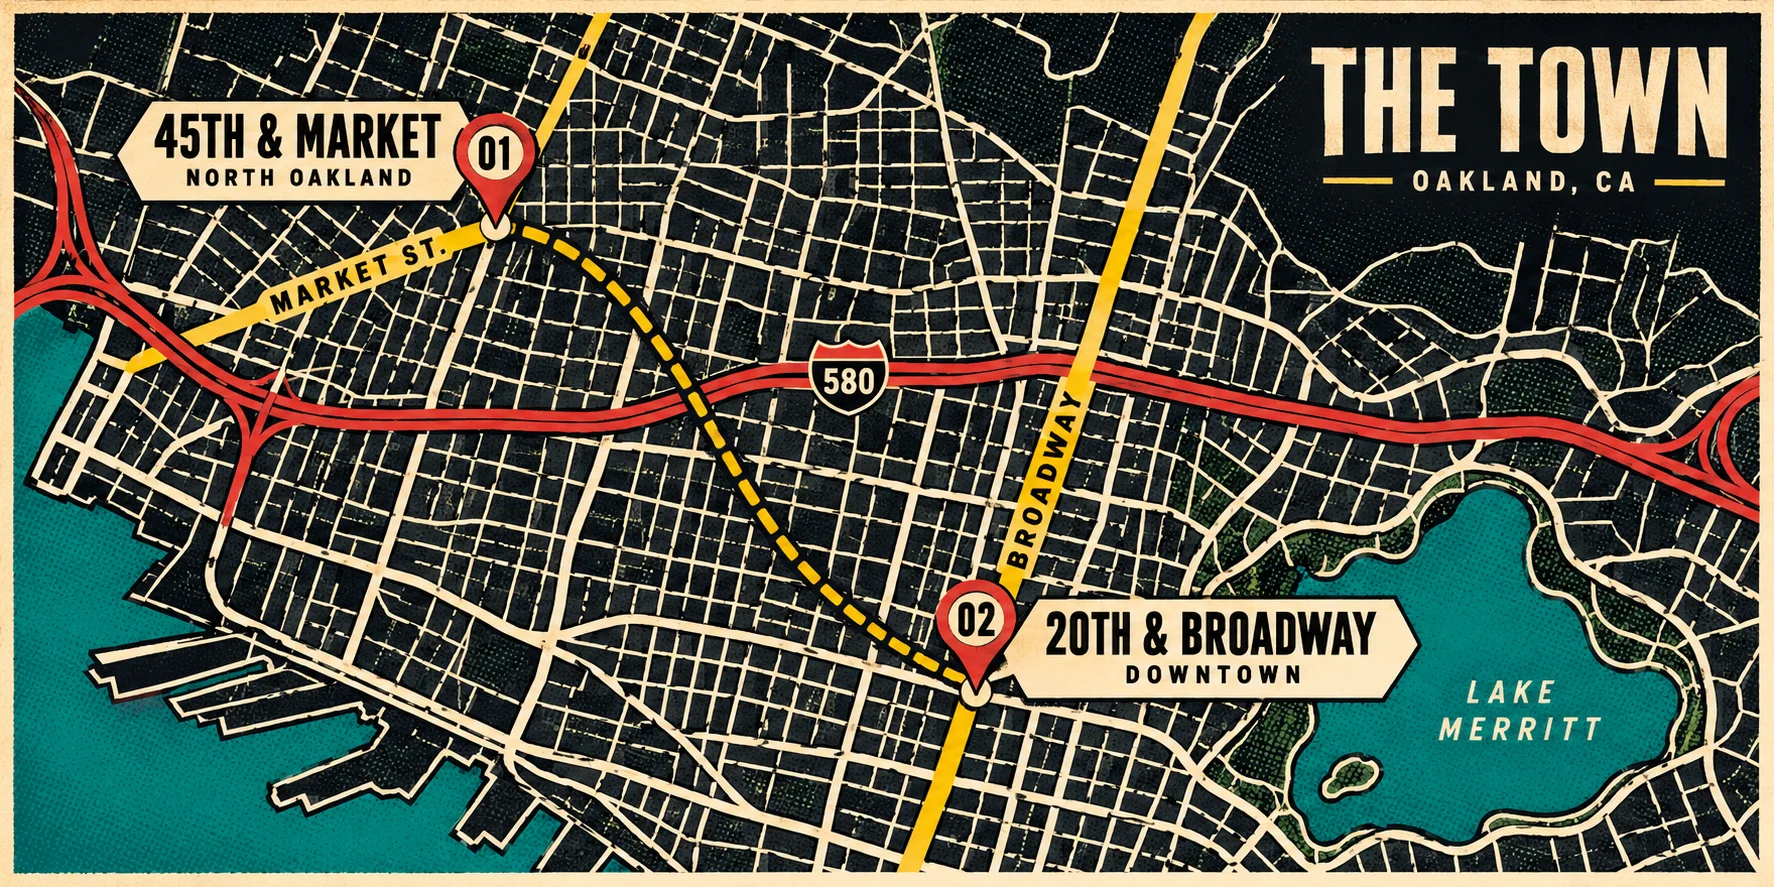 THE TOWN
OAKLAND, CA
45TH & MARKET
NORTH OAKLAND
01
MARKET ST.
580
BROADWAY
02
20TH & BROADWAY
DOWNTOWN
LAKE
MERRITT